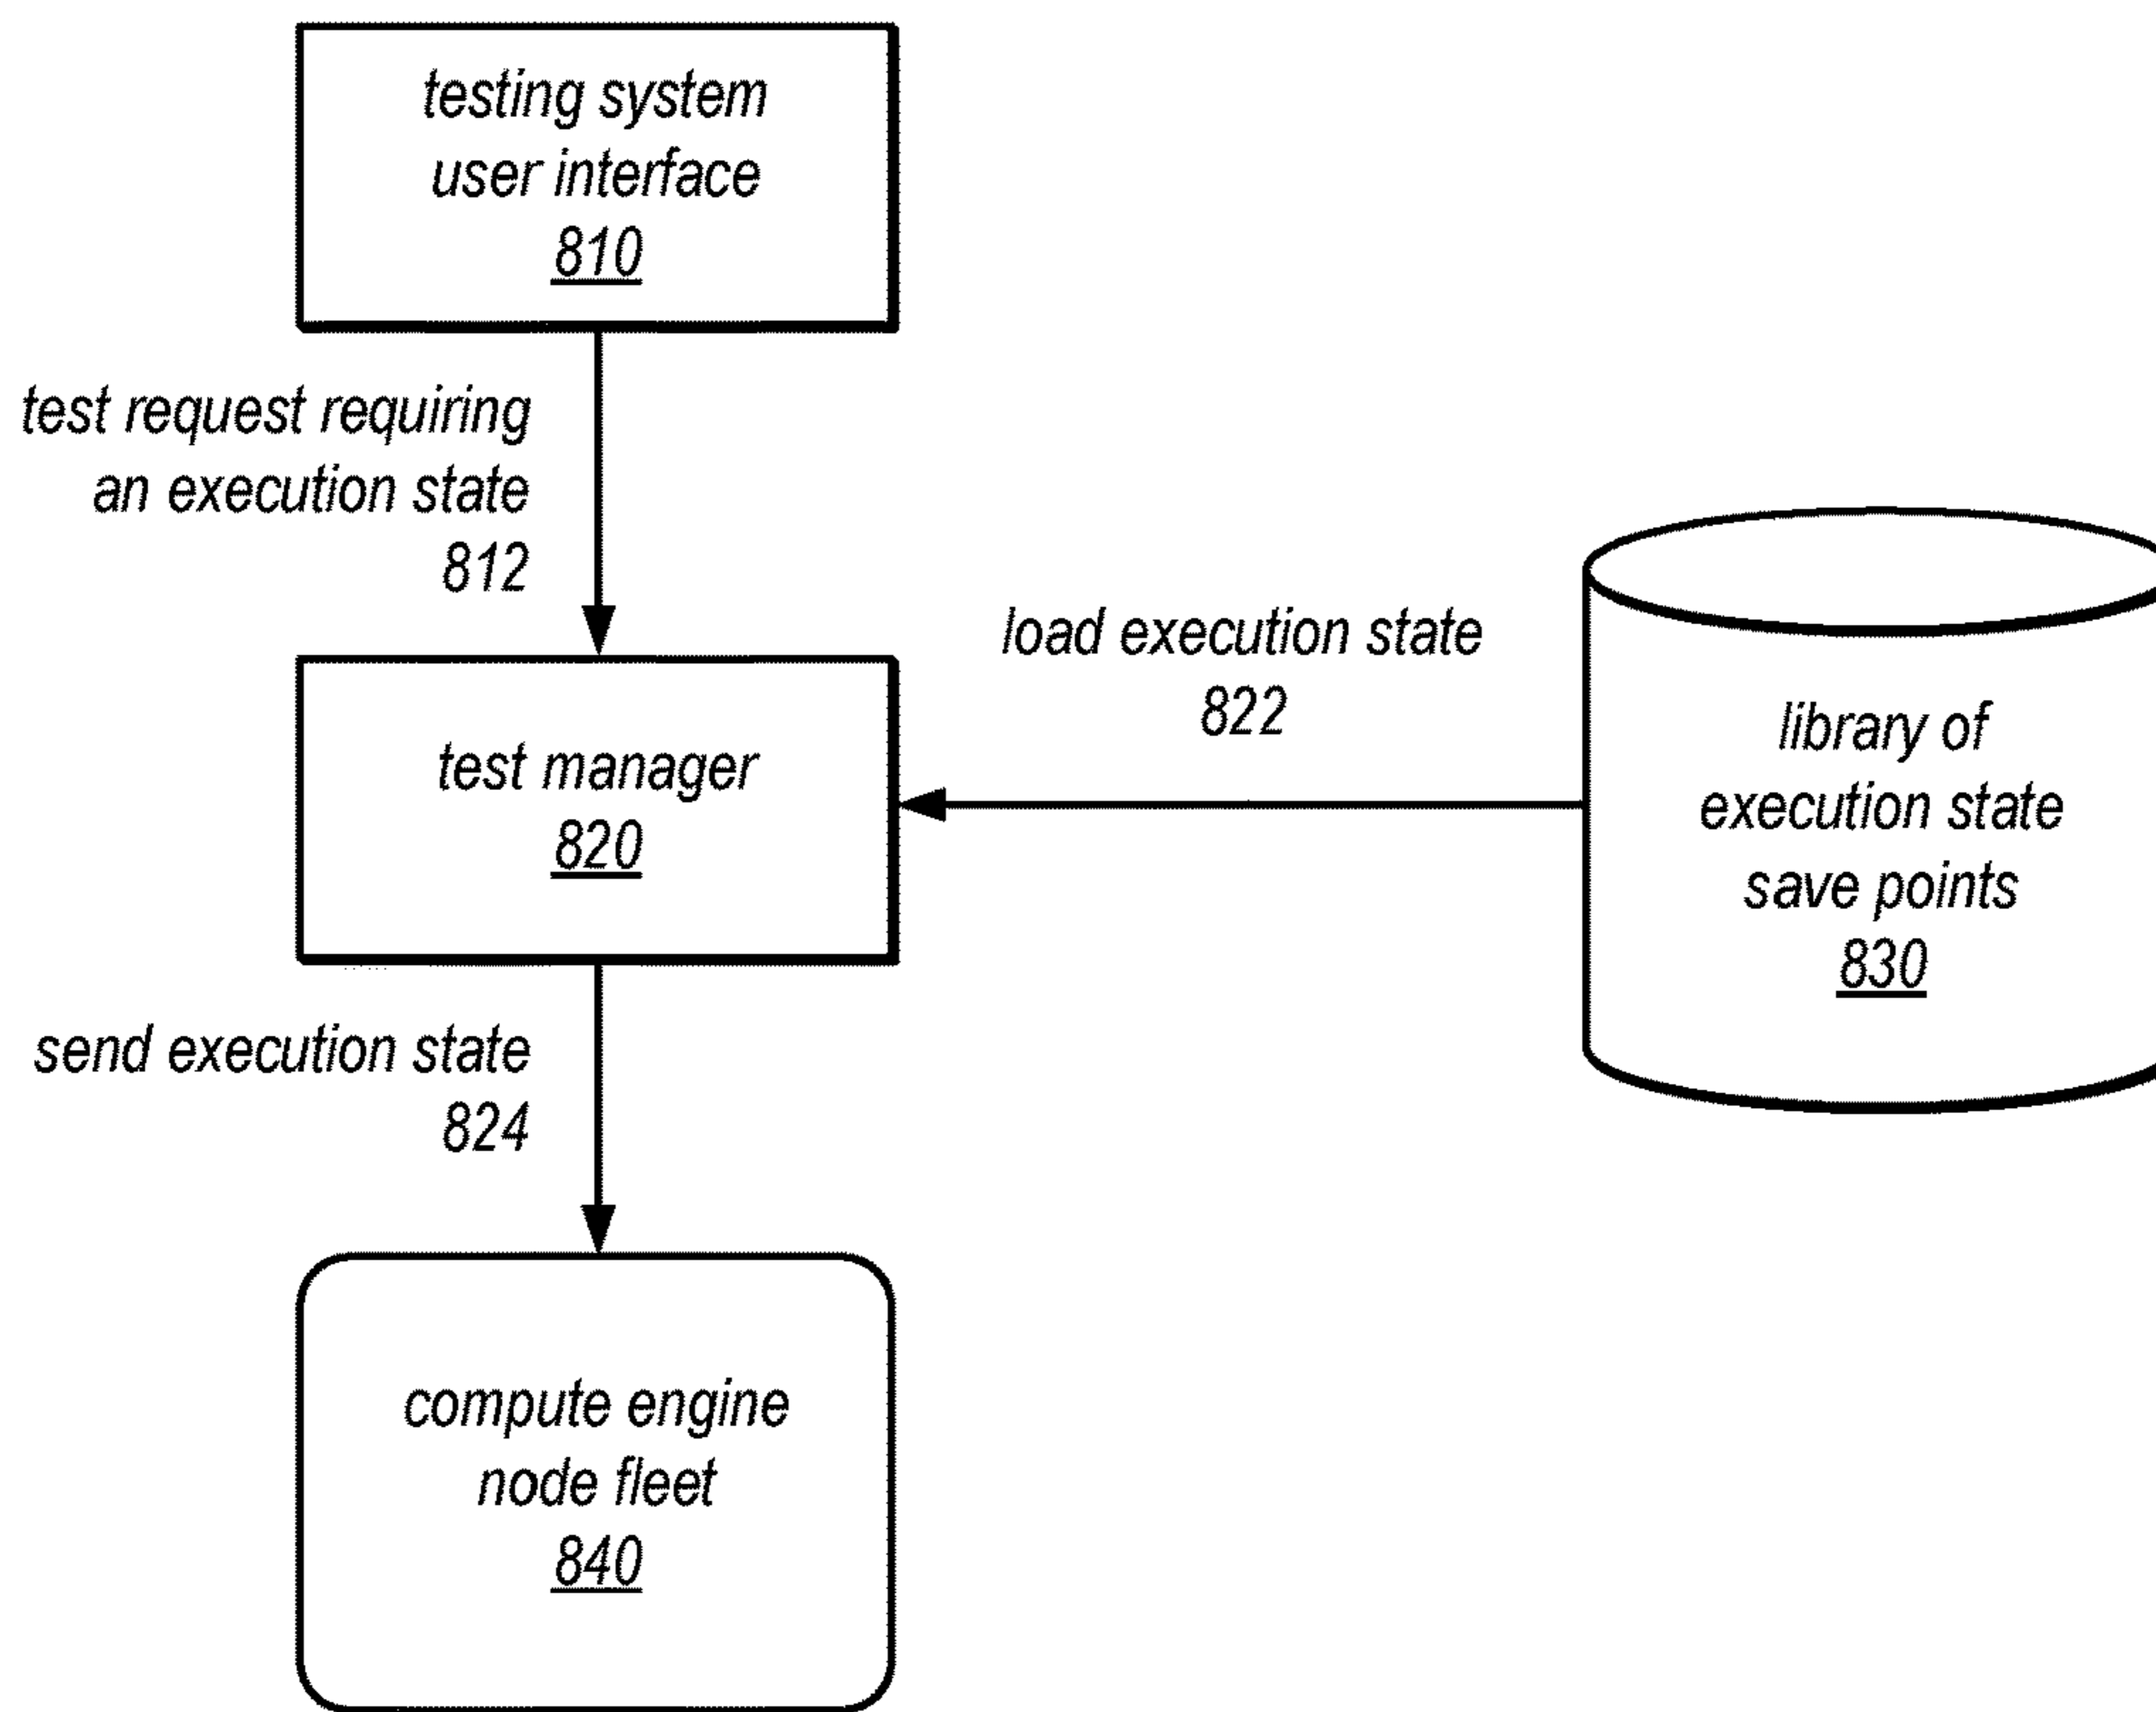 testing system
user interface
810
test request requiring
an execution state
812
load execution state
822
test manager
820
library of
execution state
save points
830
send execution state
824
compute engine
node fleet
840